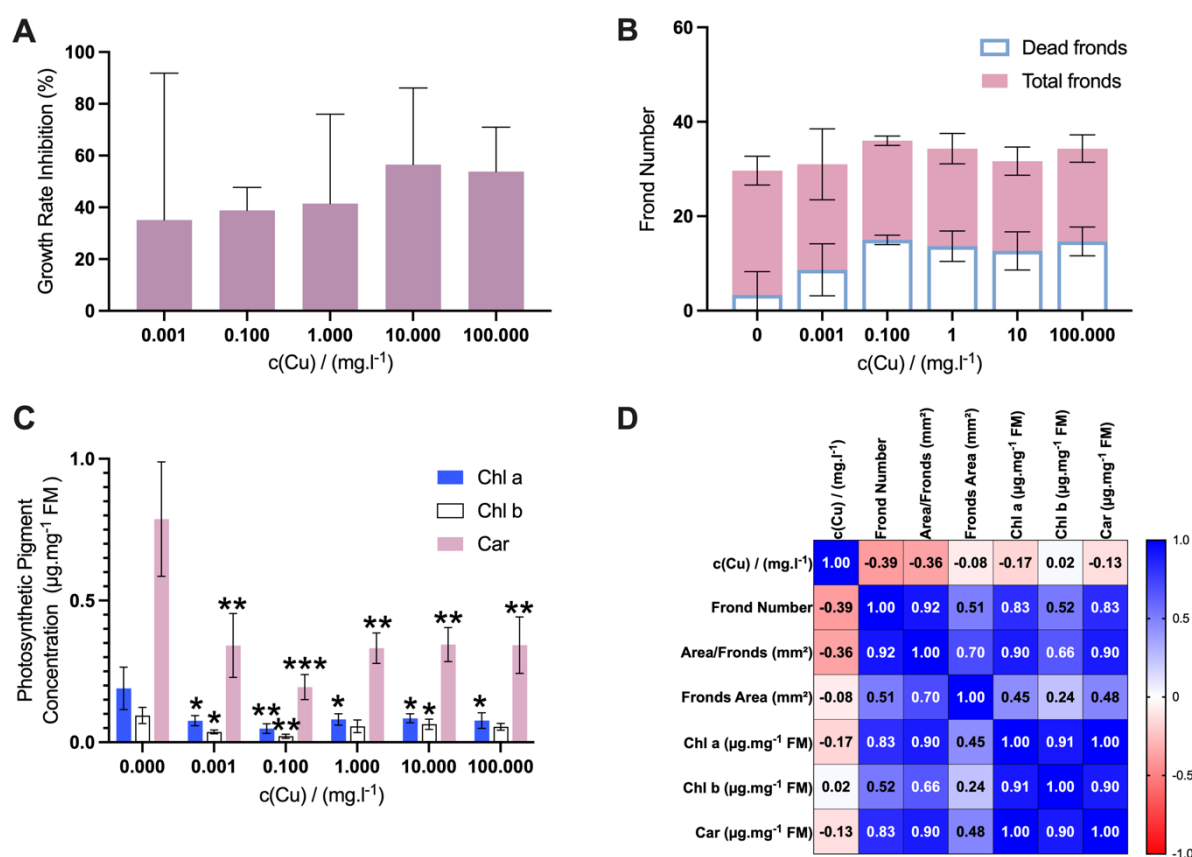 A
Growth Rate Inhibition (%)
100
80
60
40
20
0
0.001 0.100 1.000 10.000 100.000
c(Cu) / (mg.l⁻¹)
B
Frond Number
60
40
20
0
Dead fronds
Total fronds
0 0.001 0.100 1 10 100.000
c(Cu) / (mg.l⁻¹)
C
Photosynthetic Pigment
Concentration (µg.mg⁻¹ FM )
1.0
0.5
0.0
Chl a
Chl b
Car
* * ** ** ** *** * ** * * ** * **
0.000 0.001 0.100 1.000 10.000 100.000
c(Cu) / (mg.l⁻¹)
D
c(Cu) / (mg.l⁻¹)
Frond Number
Area/Fronds (mm²)
Fronds Area (mm²)
Chl a (µg.mg⁻¹ FM)
Chl b (µg.mg⁻¹ FM)
Car (µg.mg⁻¹ FM)
c(Cu) / (mg.l⁻¹) 1.00 -0.39 -0.36 -0.08 -0.17 0.02 -0.13
Frond Number -0.39 1.00 0.92 0.51 0.83 0.52 0.83
Area/Fronds (mm²) -0.36 0.92 1.00 0.70 0.90 0.66 0.90
Fronds Area (mm²) -0.08 0.51 0.70 1.00 0.45 0.24 0.48
Chl a (µg.mg⁻¹ FM) -0.17 0.83 0.90 0.45 1.00 0.91 1.00
Chl b (µg.mg⁻¹ FM) 0.02 0.52 0.66 0.24 0.91 1.00 0.90
Car (µg.mg⁻¹ FM) -0.13 0.83 0.90 0.48 1.00 0.90 1.00
1.0
0.5
0
-0.5
-1.0